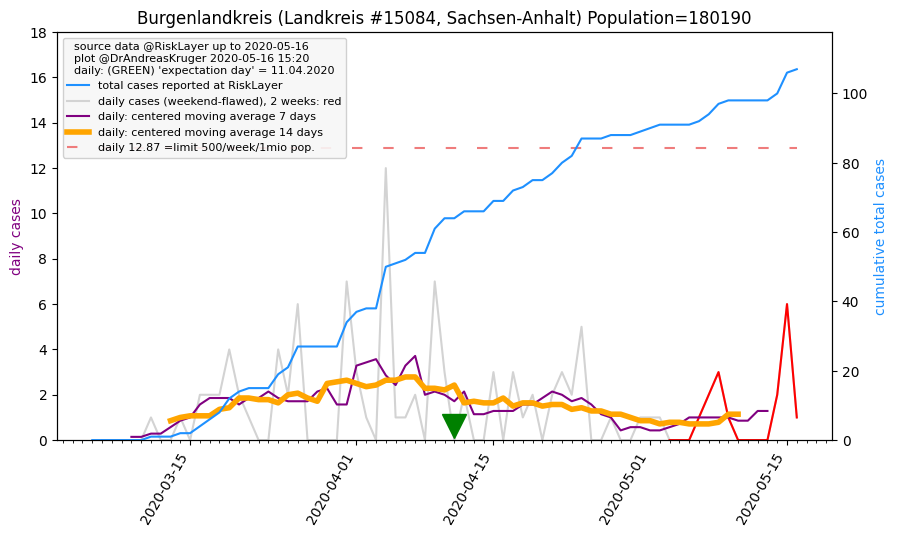 Burgenlandkreis (Landkreis #15084, Sachsen-Anhalt) Population=180190
source data @RiskLayer up to 2020-05-16
plot @DrAndreasKruger 2020-05-16 15:20
daily: (GREEN) 'expectation day' = 11.04.2020
total cases reported at RiskLayer
daily cases (weekend-flawed), 2 weeks: red
daily: centered moving average 7 days
daily: centered moving average 14 days
daily 12.87 =limit 500/week/1mio pop.
daily cases
18
16
14
12
10
8
6
4
2
0
100
80
60
40
20
0
cumulative total cases
2020-03-15
2020-04-01
2020-04-15
2020-05-01
2020-05-15